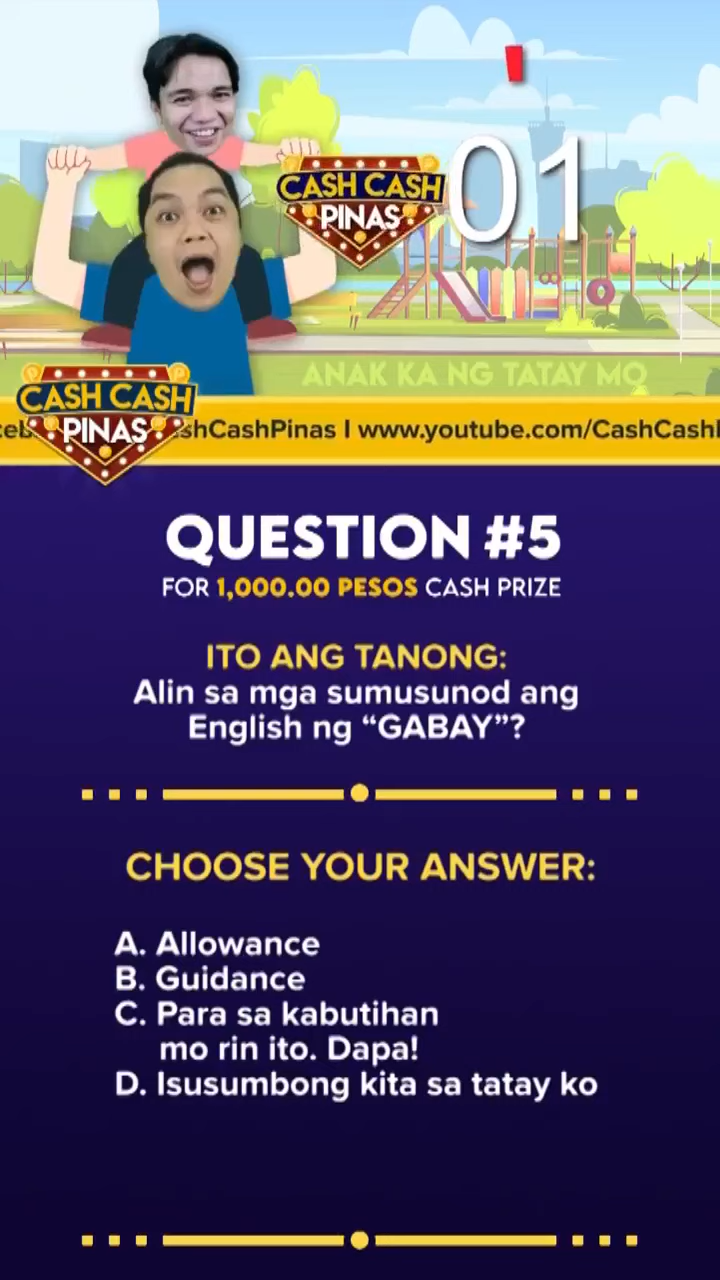 CASH CASH
PINAS
01
ANAK KA NG TATAY MO
CASH CASH
PINAS
shCashPinas I www.youtube.com/CashCash
QUESTION #5
FOR 1,000.00 PESOS CASH PRIZE
ITO ANG TANONG:
Alin sa mga sumusunod ang
English ng “GABAY”?
CHOOSE YOUR ANSWER:
A. Allowance
B. Guidance
C. Para sa kabutihan
mo rin ito. Dapa!
D. Isusumbong kita sa tatay ko